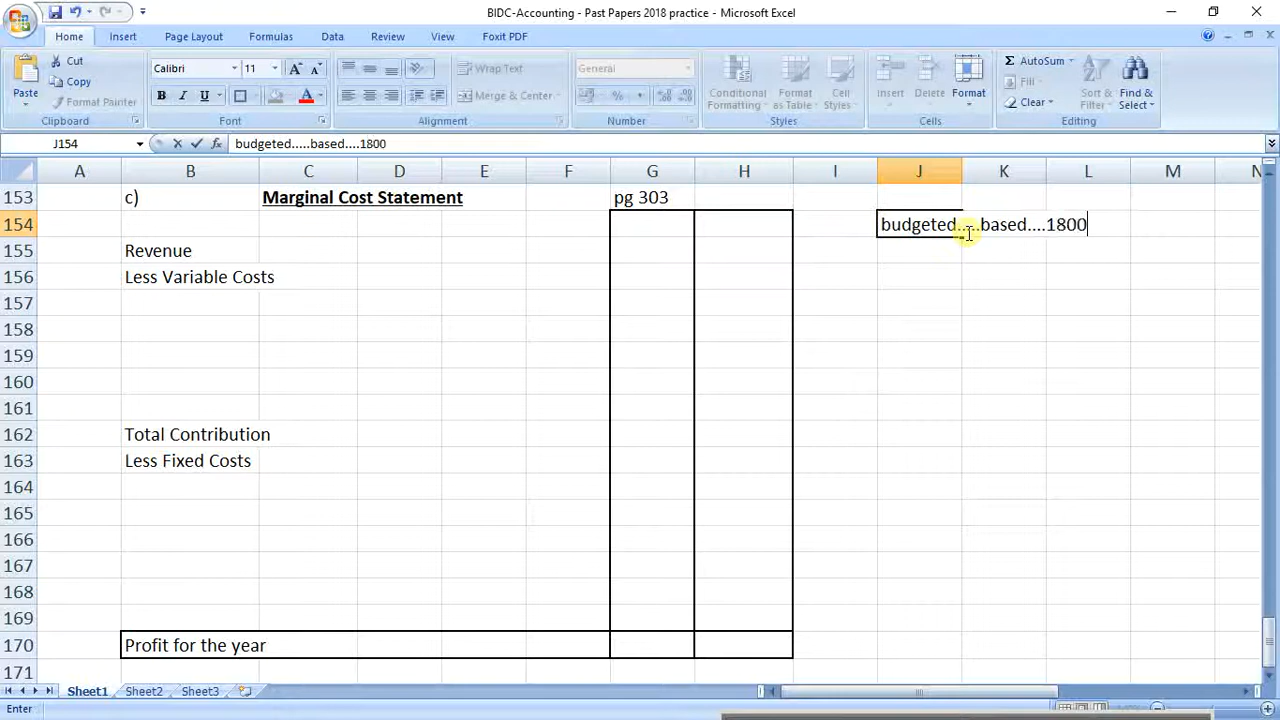 BIDC-Accounting - Past Papers 2018 practice - Microsoft Excel
Home Insert Page Layout Formulas Data Review View Foxit PDF
Paste Cut Copy Format Painter Clipboard
Calibri 11 A A B I U A Font
Wrap Text Merge & Center Alignment
General % , Number
Conditional Formatting Format as Table Cell Styles Styles
Insert Delete Format Cells
Σ AutoSum Fill Clear Sort & Filter Find & Select Editing
J154 fx budgeted.....based....1800
A B C D E F G H I J K L M N
153 c) Marginal Cost Statement pg 303
154 budgeted.....based....1800
155 Revenue
156 Less Variable Costs
157
158
159
160
161
162 Total Contribution
163 Less Fixed Costs
164
165
166
167
168
169
170 Profit for the year
171
Sheet1 Sheet2 Sheet3
Enter